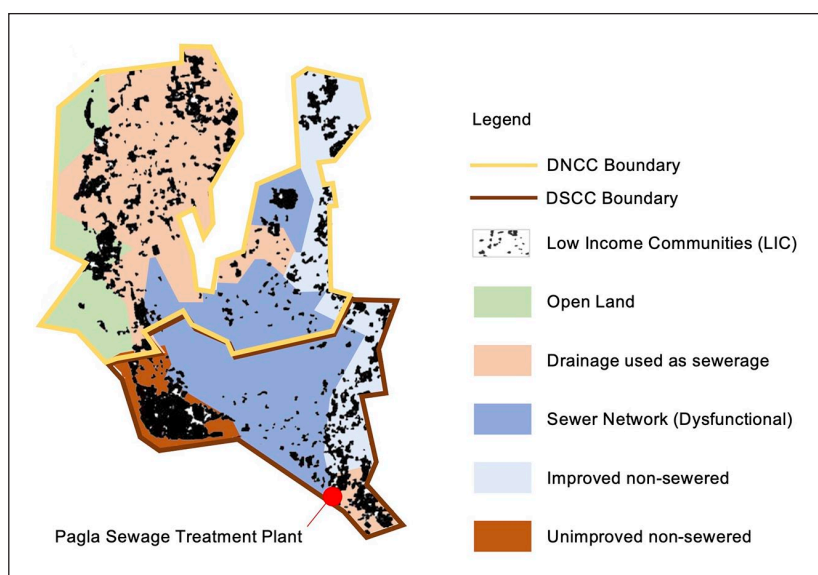 Legend
DNCC Boundary
DSCC Boundary
Low Income Communities (LIC)
Open Land
Drainage used as sewerage
Sewer Network (Dysfunctional)
Improved non-sewered
Unimproved non-sewered
Pagla Sewage Treatment Plant